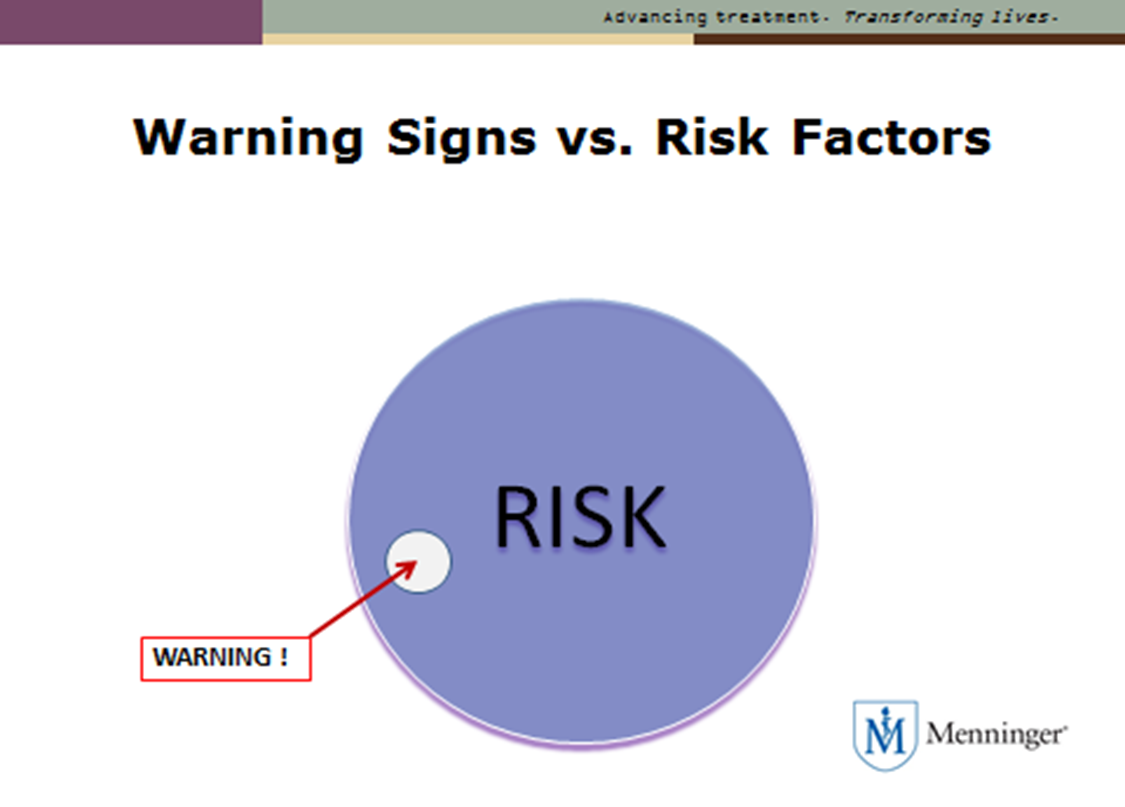 Advancing treatment. Transforming lives.
Warning Signs vs. Risk Factors
RISK
WARNING !
Menninger®